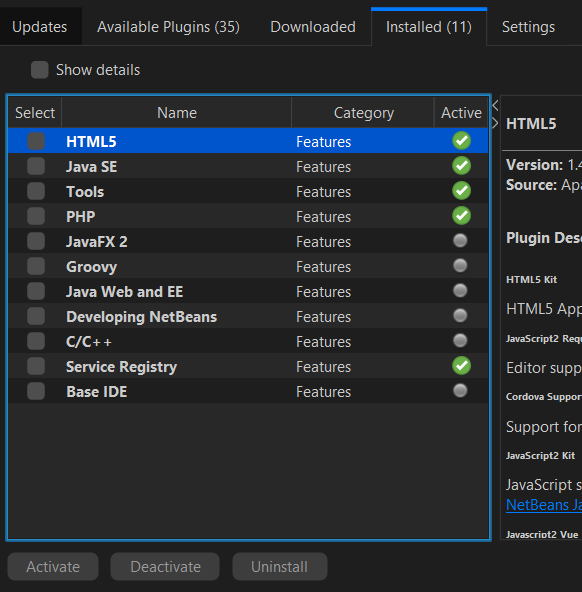 Updates Available Plugins (35) Downloaded Installed (11) Settings
Show details
Select Name Category Active
HTML5 Features
Java SE Features
Tools Features
PHP Features
JavaFX 2 Features
Groovy Features
Java Web and EE Features
Developing NetBeans Features
C/C++ Features
Service Registry Features
Base IDE Features
HTML5
Version: 1.4
Source: Apa
Plugin Desc
HTML5 Kit
HTML5 App
JavaScript2 Requ
Editor supp
Cordova Support
Support for
JavaScript2 Kit
JavaScript s
NetBeans Ja
Javascript2 Vue
Activate Deactivate Uninstall